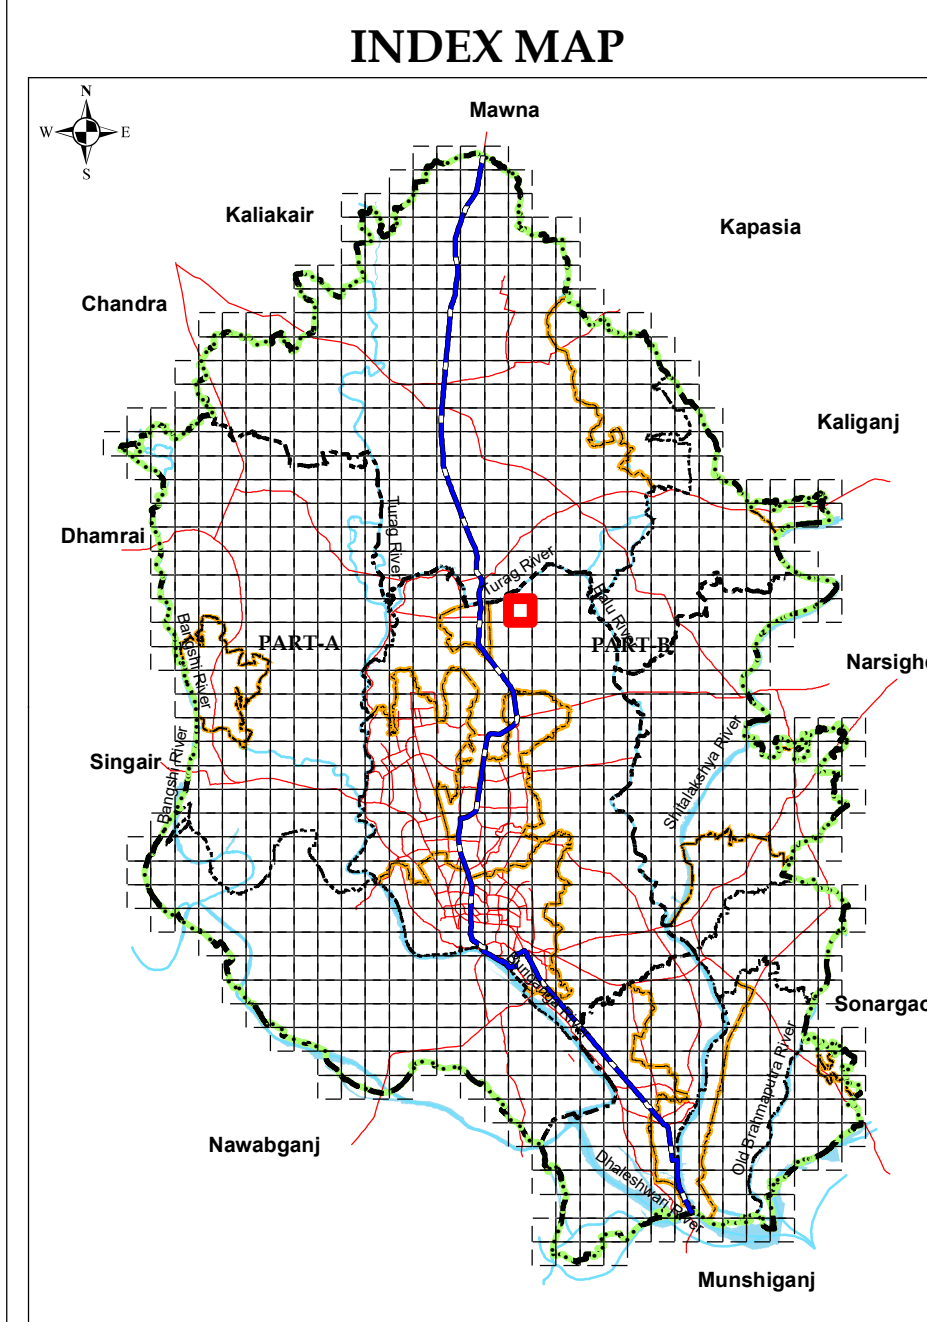 INDEX MAP
N
W E
S
Mawna
Kaliakair
Kapasia
Chandra
Kaliganj
Dhamrai
Turag River
Turag River
Balu River
Bangshi River
PART-A
PART-B
Narsighd
Shitalakshya River
Singair
Bangshi River
Buriganga River
Sonargao
Old Brahmaputra River
Nawabganj
Dhaleshwari River
Munshiganj